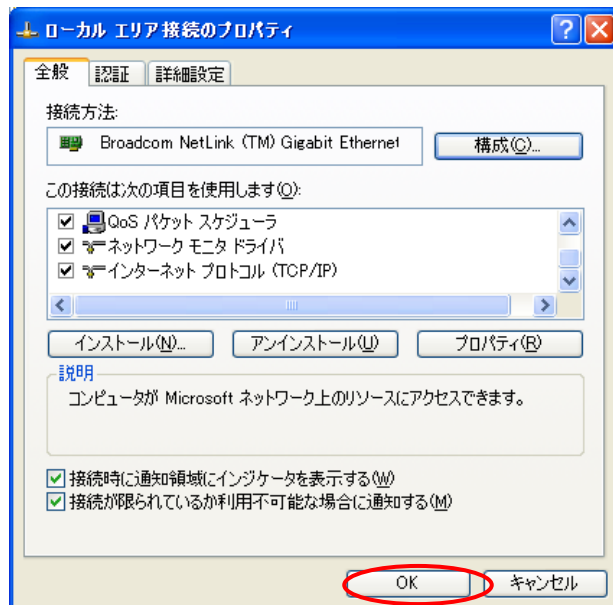 ローカル エリア接続のプロパティ
全般 認証 詳細設定
接続方法:
Broadcom NetLink (TM) Gigabit Ethernet 構成(C)...
この接続は次の項目を使用します(O):
QoS パケット スケジューラ
ネットワーク モニタ ドライバ
インターネット プロトコル (TCP/IP)
インストール(N)... アンインストール(U) プロパティ(R)
説明
コンピュータが Microsoft ネットワーク上のリソースにアクセスできます。
接続時に通知領域にインジケータを表示する(W)
接続が限られているか利用不可能な場合に通知する(M)
OK キャンセル